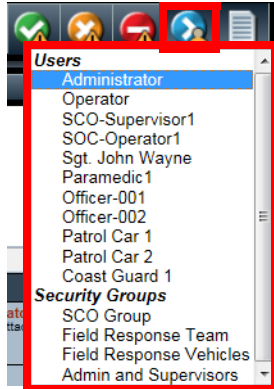 Users
Administrator
Operator
SCO-Supervisor1
SOC-Operator1
Sgt. John Wayne
Paramedic1
Officer-001
Officer-002
Patrol Car 1
Patrol Car 2
Coast Guard 1
Security Groups
SCO Group
Field Response Team
Field Response Vehicles
Admin and Supervisors